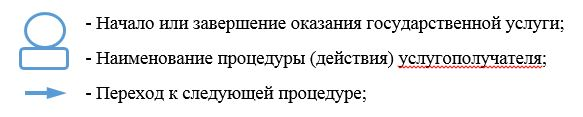 - Начало или завершение оказания государственной услуги;
- Наименование процедуры (действия) услугополучателя;
- Переход к следующей процедуре;